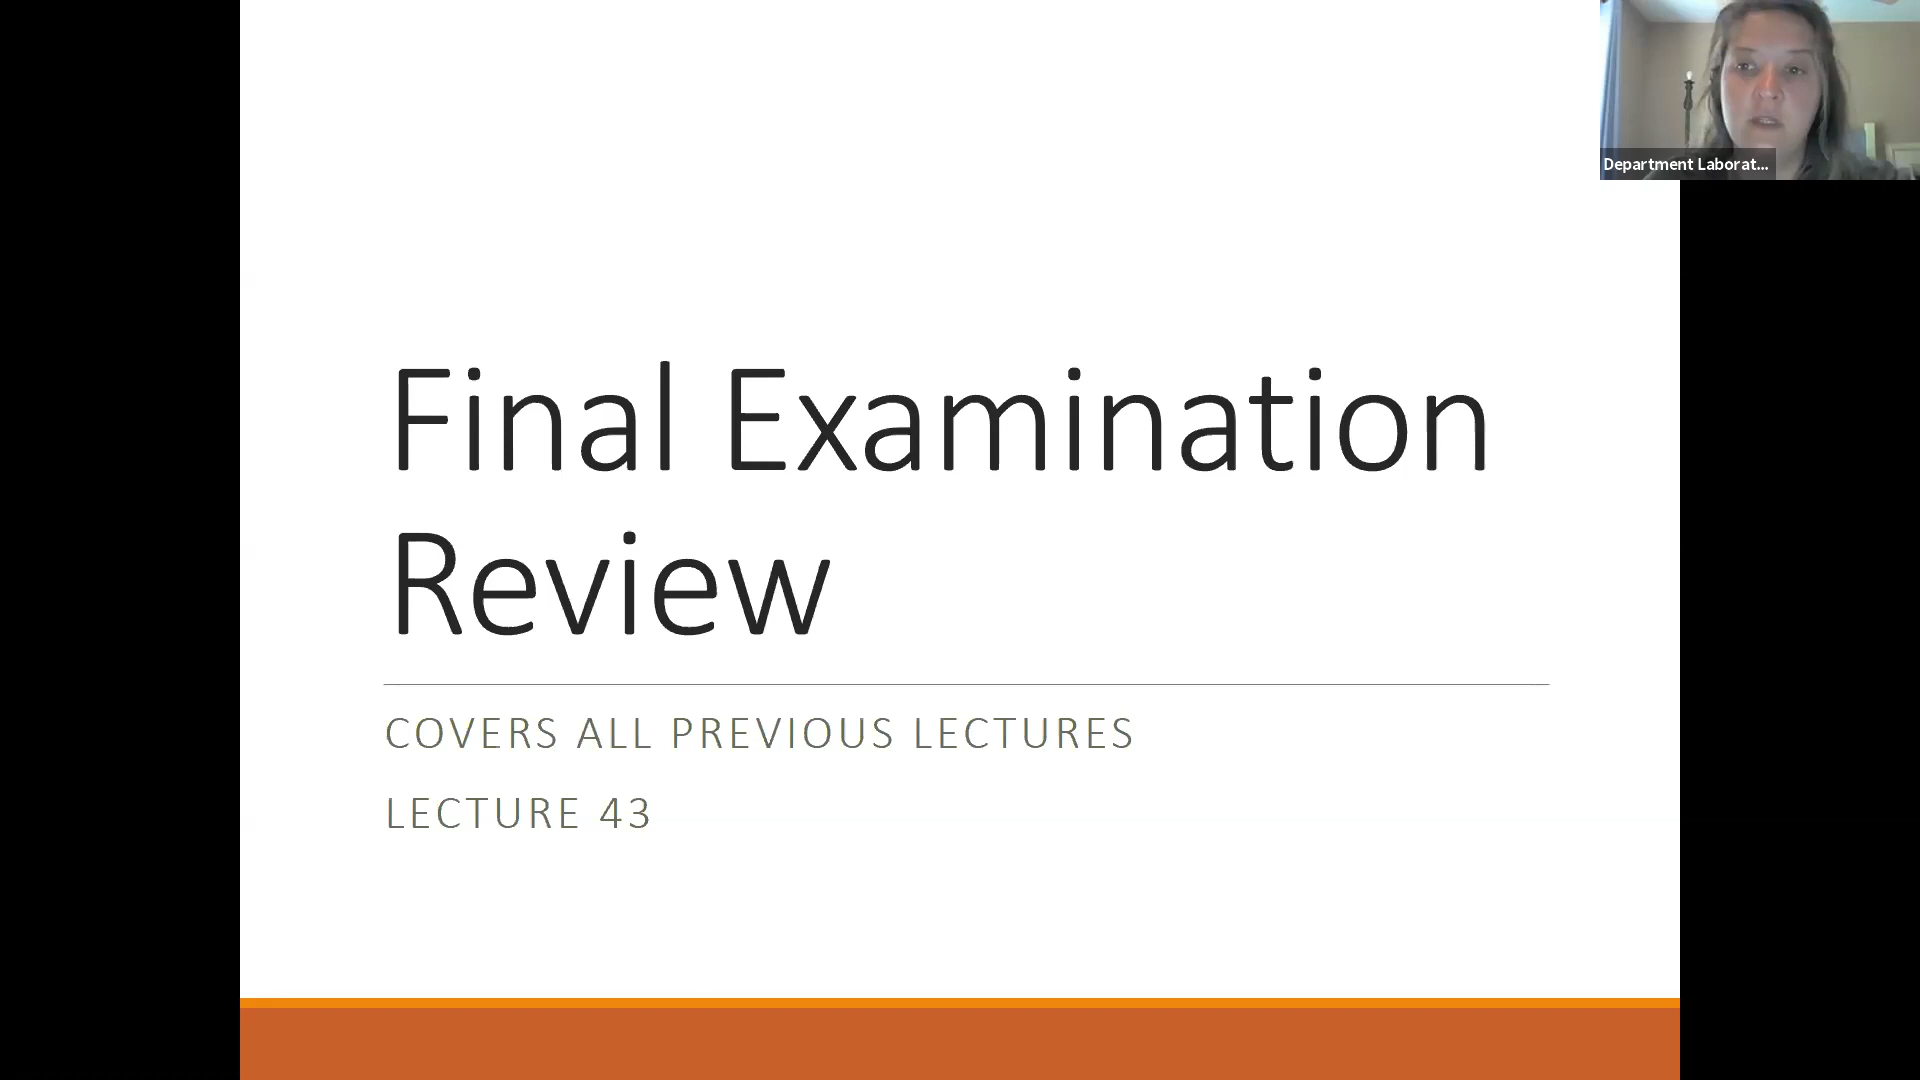 Department Laborat...
Final Examination
Review
COVERS ALL PREVIOUS LECTURES
LECTURE 43